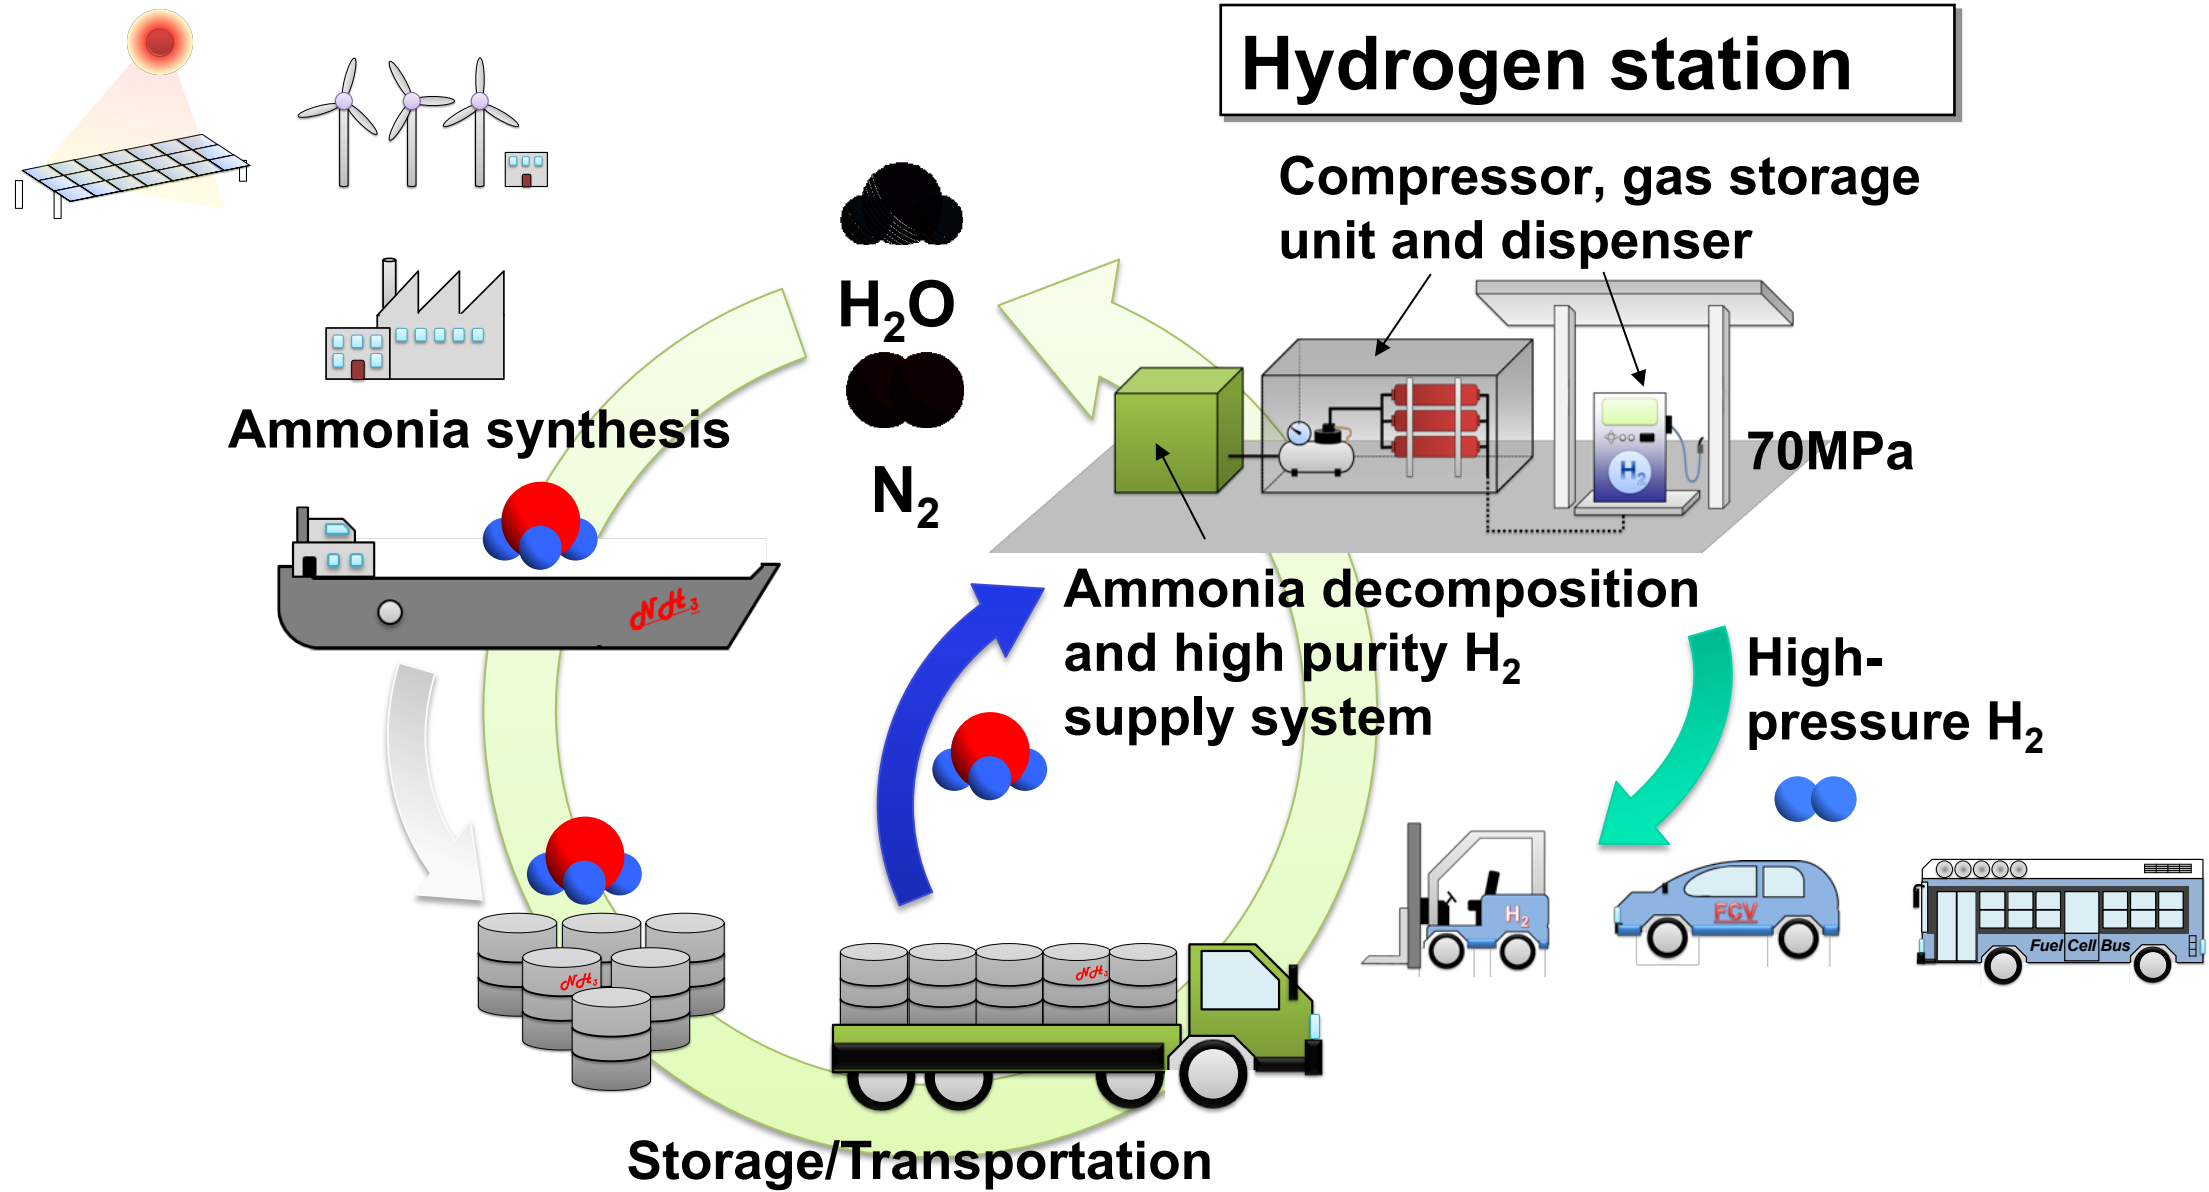 Hydrogen station
Compressor, gas storage
unit and dispenser
H₂O
N₂
Ammonia synthesis
70MPa
H₂
NH₃
Ammonia decomposition
and high purity H₂
supply system
High-
pressure H₂
H₂
FCV
Fuel Cell Bus
NH₃
NH₃
Storage/Transportation